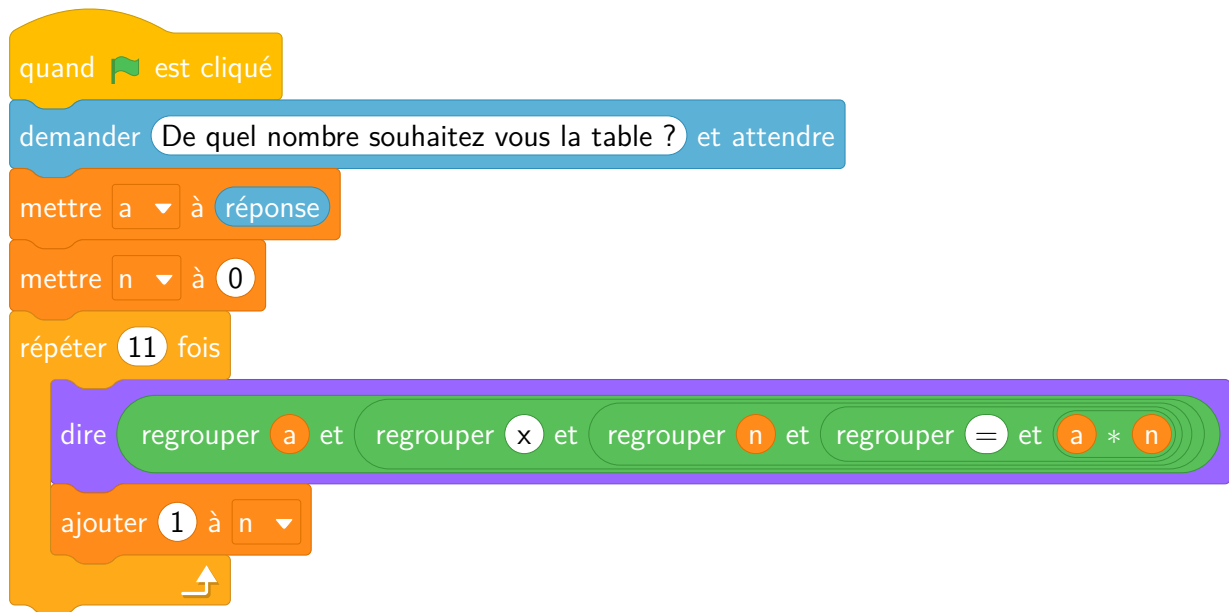 quand est cliqué
demander De quel nombre souhaitez vous la table ? et attendre
mettre a à réponse
mettre n à 0
répéter 11 fois
dire regrouper a et regrouper x et regrouper n et regrouper = et a * n
ajouter 1 à n